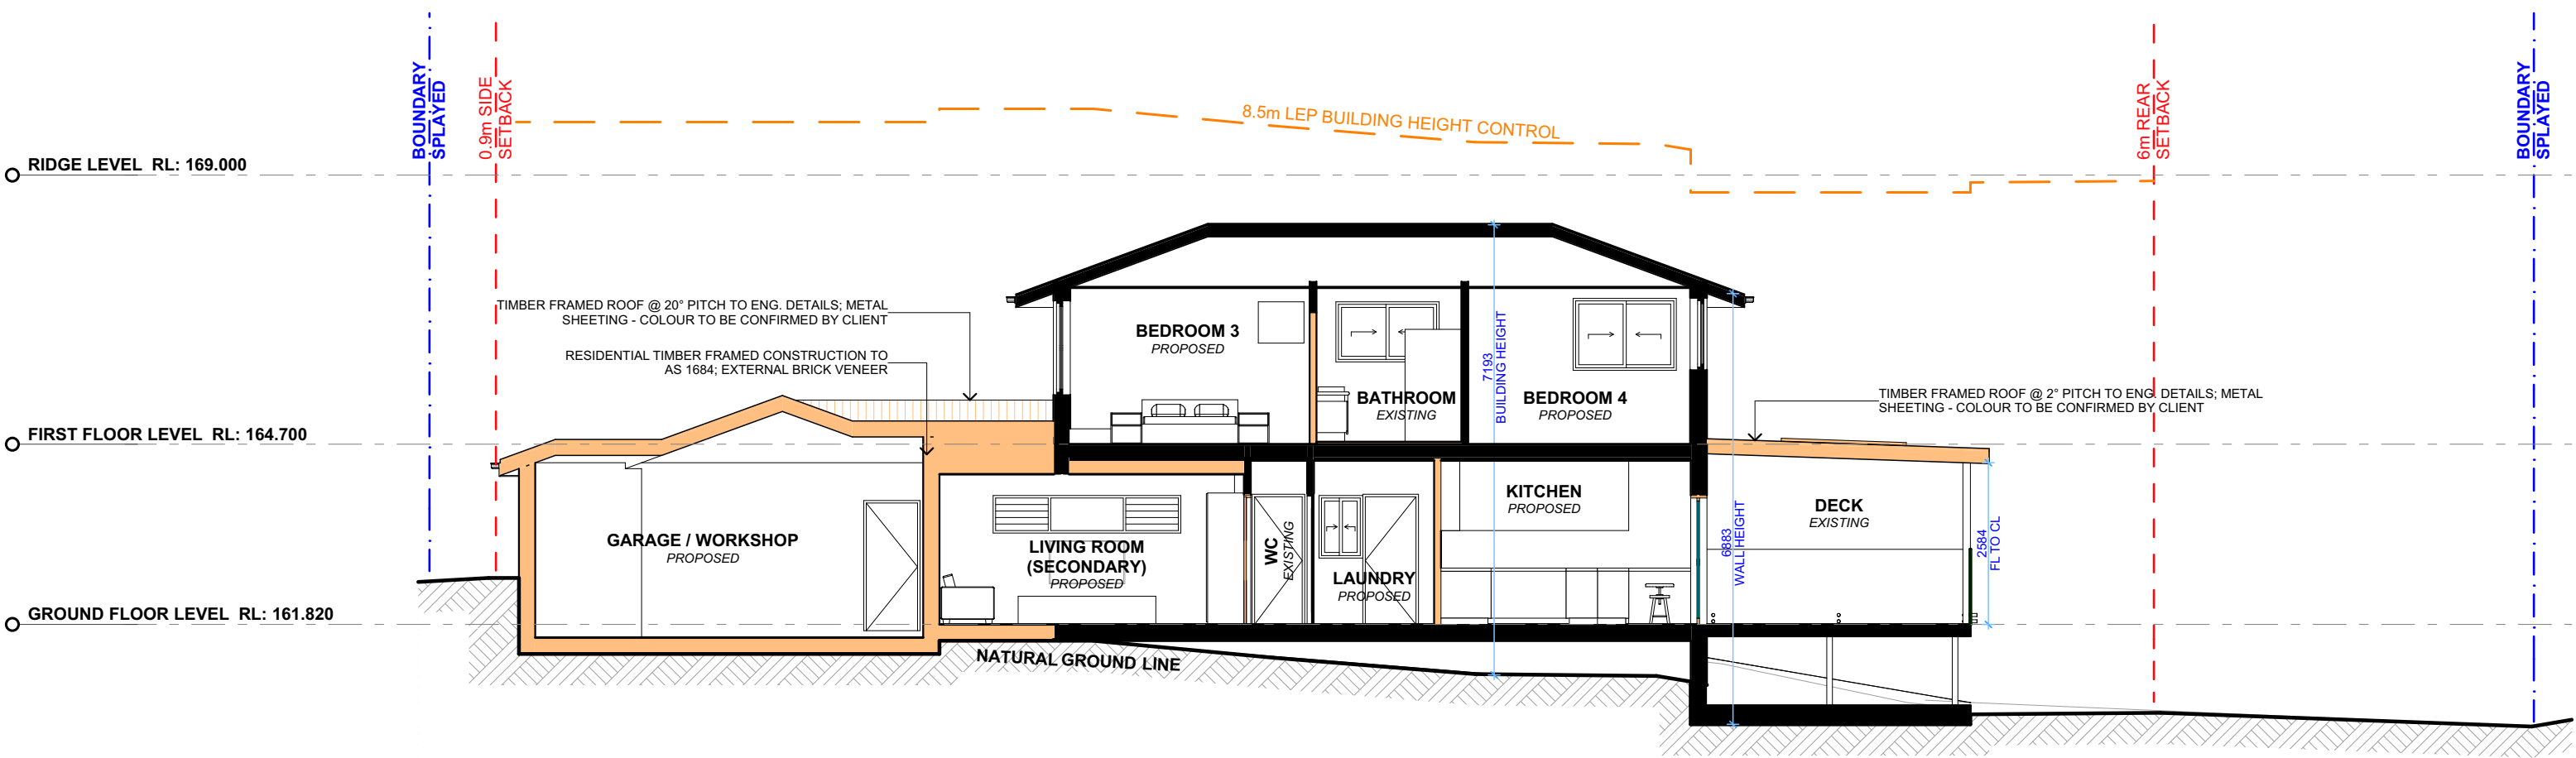 BOUNDARY
SPLAYED
0.9m SIDE
SETBACK
8.5m LEP BUILDING HEIGHT CONTROL
6m REAR
SETBACK
BOUNDARY
SPLAYED
RIDGE LEVEL RL: 169.000
TIMBER FRAMED ROOF @ 20° PITCH TO ENG. DETAILS; METAL
SHEETING - COLOUR TO BE CONFIRMED BY CLIENT
RESIDENTIAL TIMBER FRAMED CONSTRUCTION TO
AS 1684; EXTERNAL BRICK VENEER
BEDROOM 3
PROPOSED
BATHROOM
EXISTING
7193
BUILDING HEIGHT
BEDROOM 4
PROPOSED
TIMBER FRAMED ROOF @ 2° PITCH TO ENG. DETAILS; METAL
SHEETING - COLOUR TO BE CONFIRMED BY CLIENT
FIRST FLOOR LEVEL RL: 164.700
GARAGE / WORKSHOP
PROPOSED
LIVING ROOM
(SECONDARY)
PROPOSED
WC
EXISTING
LAUNDRY
PROPOSED
KITCHEN
PROPOSED
6883
WALL HEIGHT
DECK
EXISTING
2584
FL TO CL
GROUND FLOOR LEVEL RL: 161.820
NATURAL GROUND LINE